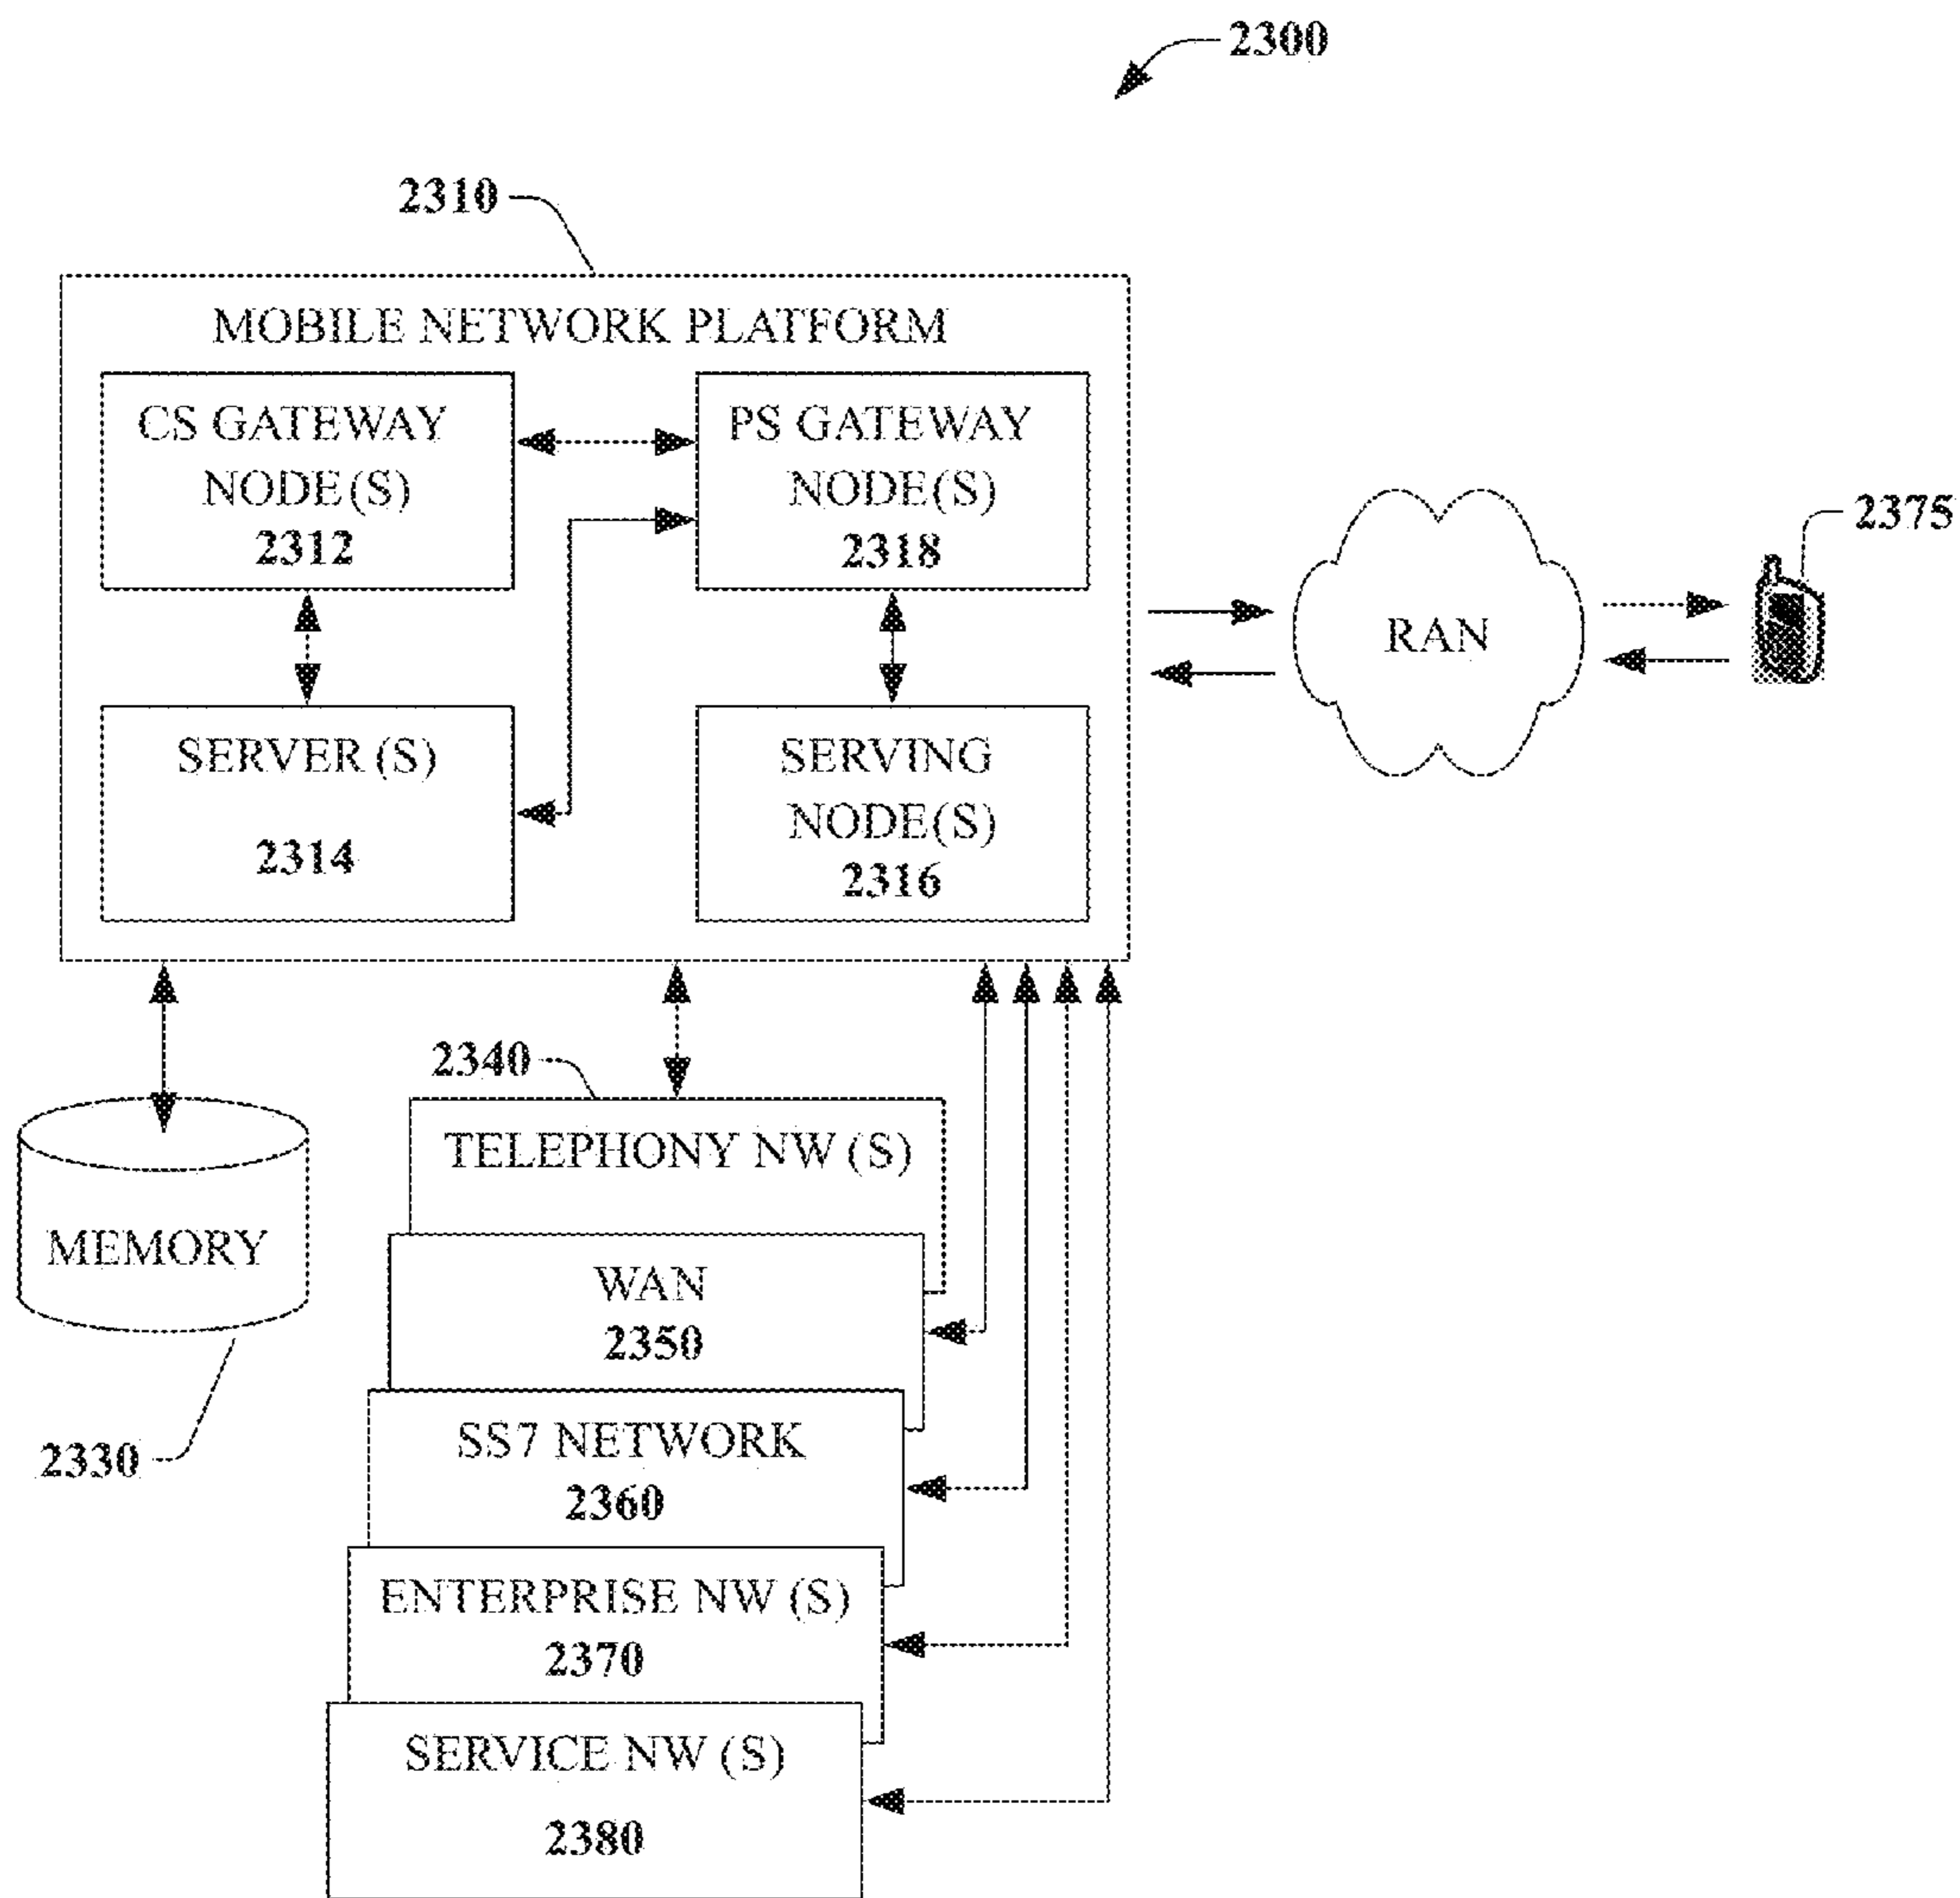 2300
2310
MOBILE NETWORK PLATFORM
CS GATEWAY
NODE(S)
2312
PS GATEWAY
NODE(S)
2318
SERVER (S)
2314
SERVING
NODE(S)
2316
RAN
2375
2340
TELEPHONY NW (S)
MEMORY
2330
WAN
2350
SS7 NETWORK
2360
ENTERPRISE NW (S)
2370
SERVICE NW (S)
2380